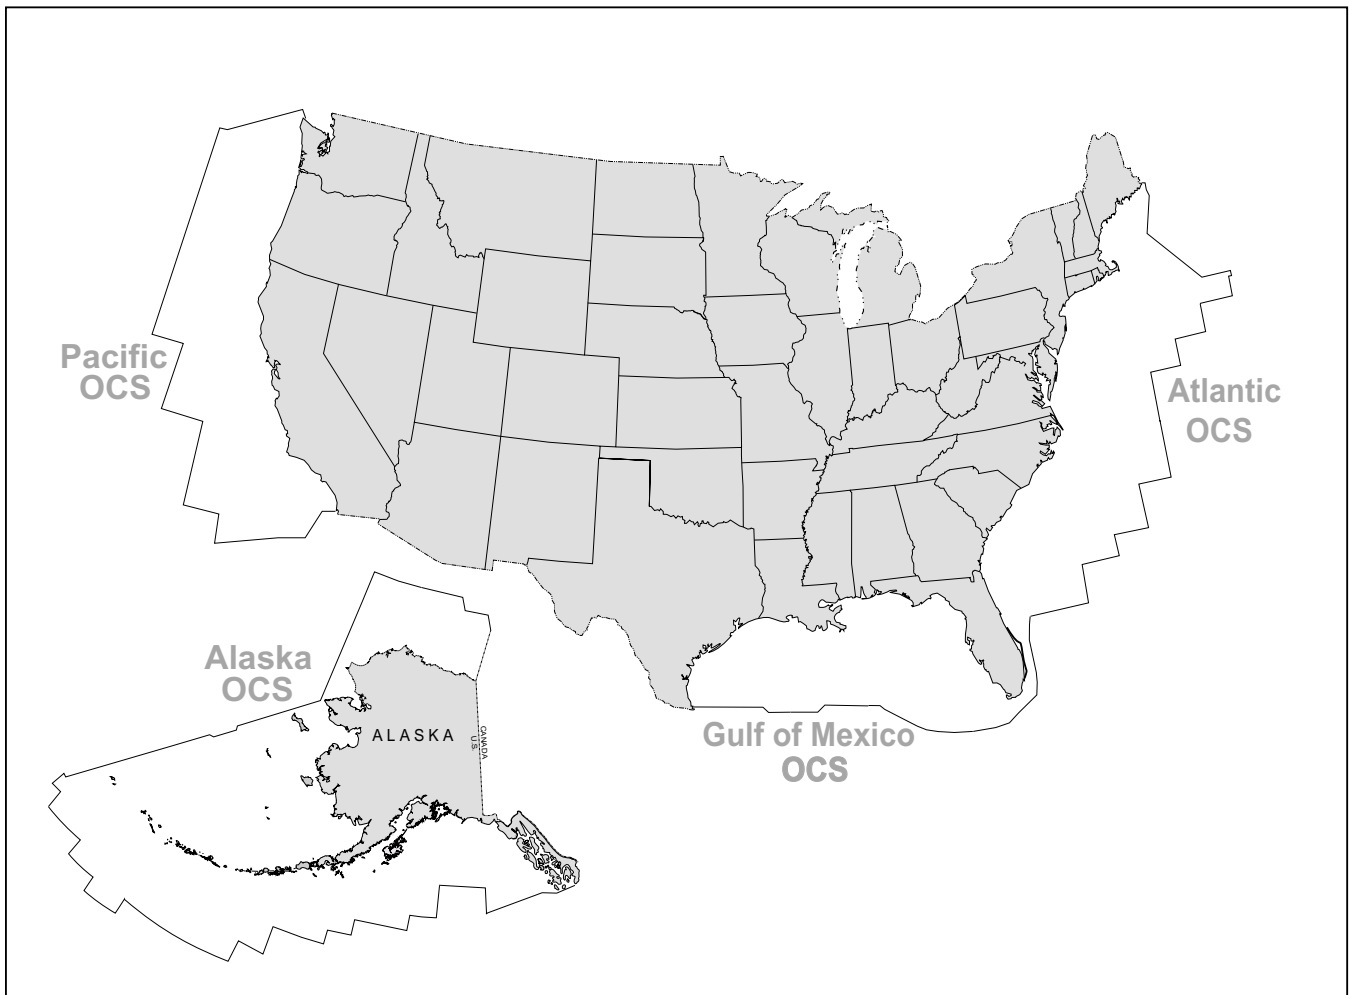 Pacific
OCS
Atlantic
OCS
Alaska
OCS
ALASKA
CANADA
U.S.
Gulf of Mexico
OCS